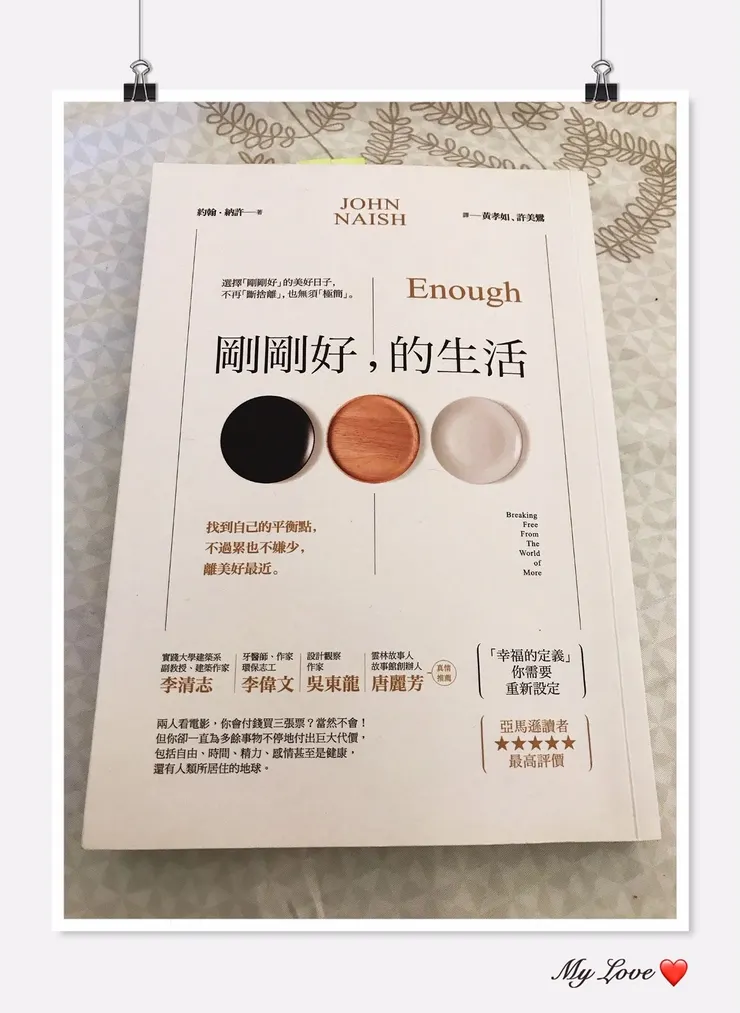 約翰・納許──著
JOHN
NAISH
譯──黃孝如、許美鶯
選擇「剛剛好」的美好日子，
不再「斷捨離」，也無須「極簡」。
Enough
剛剛好，的生活
找到自己的平衡點，
不過累也不嫌少，
離美好最近。
Breaking
Free
From
The
World
of
More
實踐大學建築系
副教授、建築作家
李清志
牙醫師、作家
環保志工
李偉文
設計觀察
作家
吳東龍
雲林故事人
故事館創辦人
唐麗芳
真情
推薦
「幸福的定義」
你需要
重新設定
兩人看電影，你會付錢買三張票？當然不會！
但你卻一直為多餘事物不停地付出巨大代價，
包括自由、時間、精力、感情甚至是健康，
還有人類所居住的地球。
亞馬遜讀者
★★★★★
最高評價
My Love ❤️